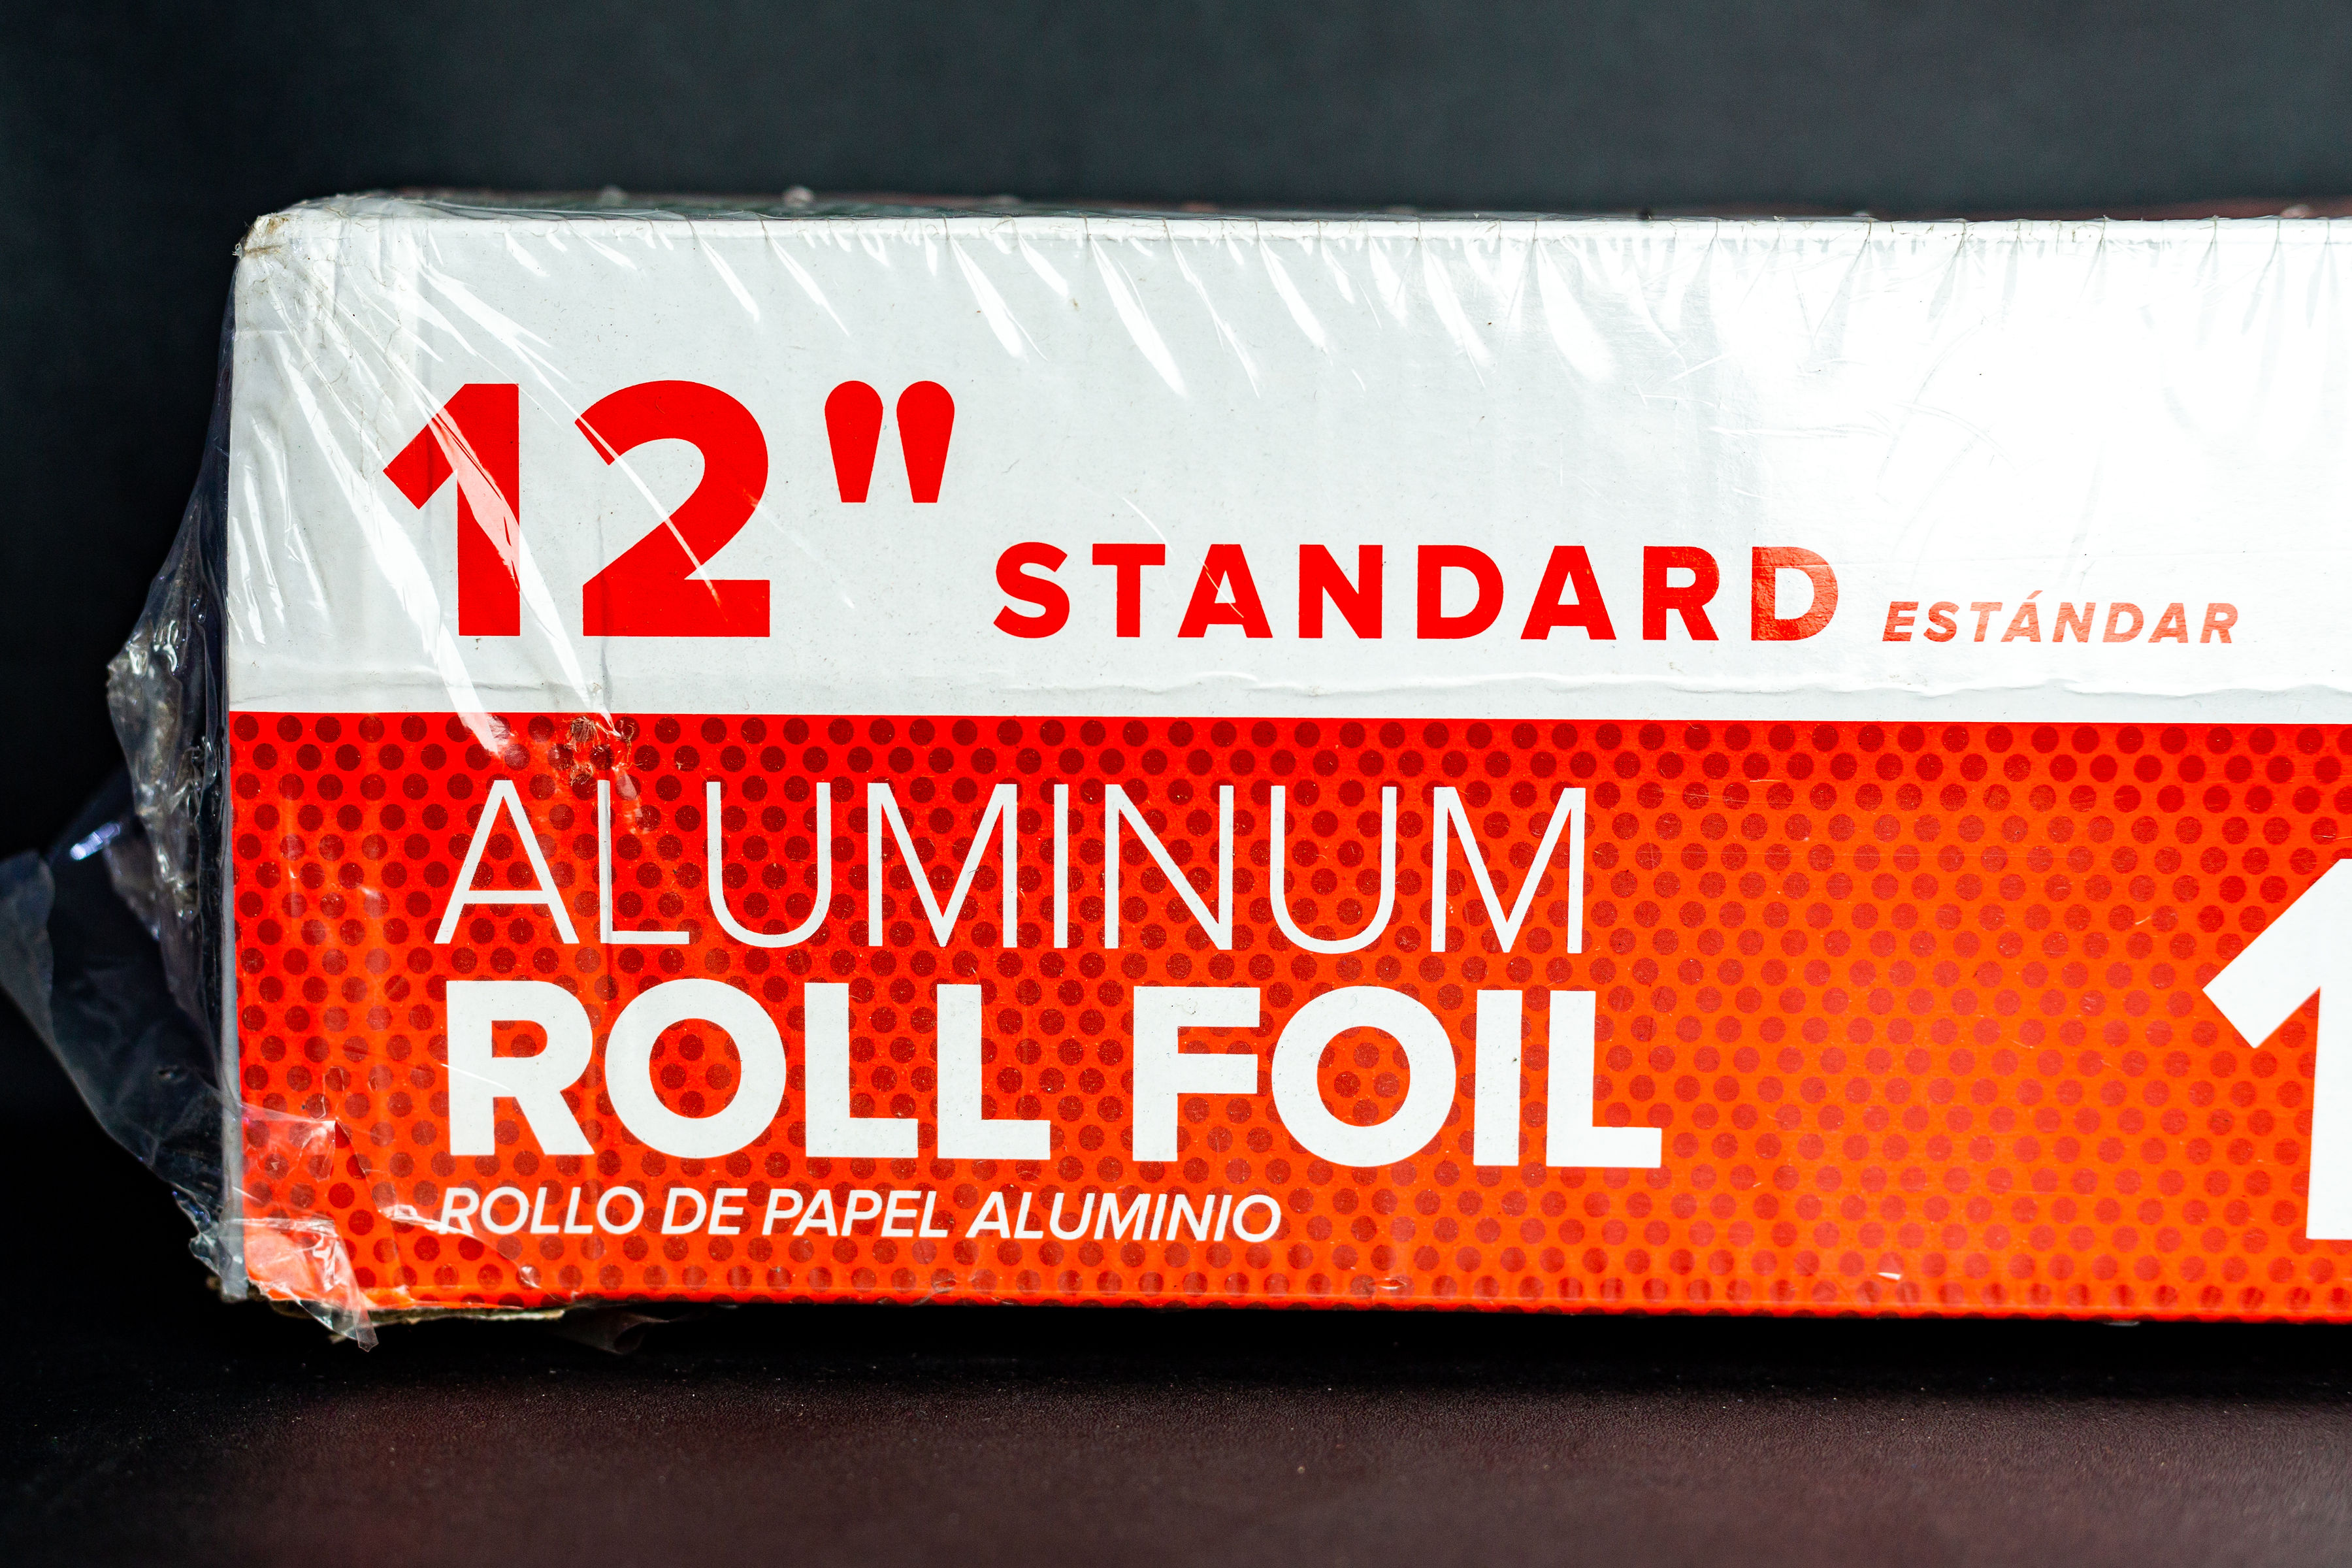 12" STANDARD ESTÁNDAR
ALUMINUM
ROLL FOIL
ROLLO DE PAPEL ALUMINIO